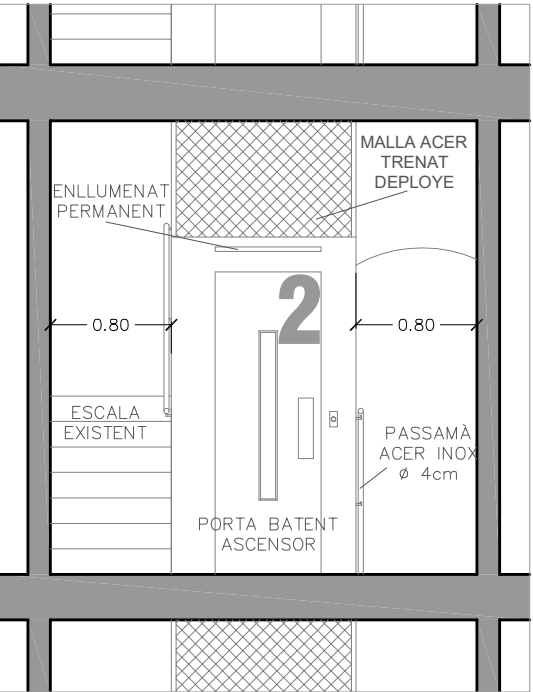 MALLA ACER
TRENAT
DEPLOYE
ENLLUMENAT
PERMANENT
2
0.80
0.80
ESCALA
EXISTENT
PASSAMÀ
ACER INOX
ø 4cm
PORTA BATENT
ASCENSOR